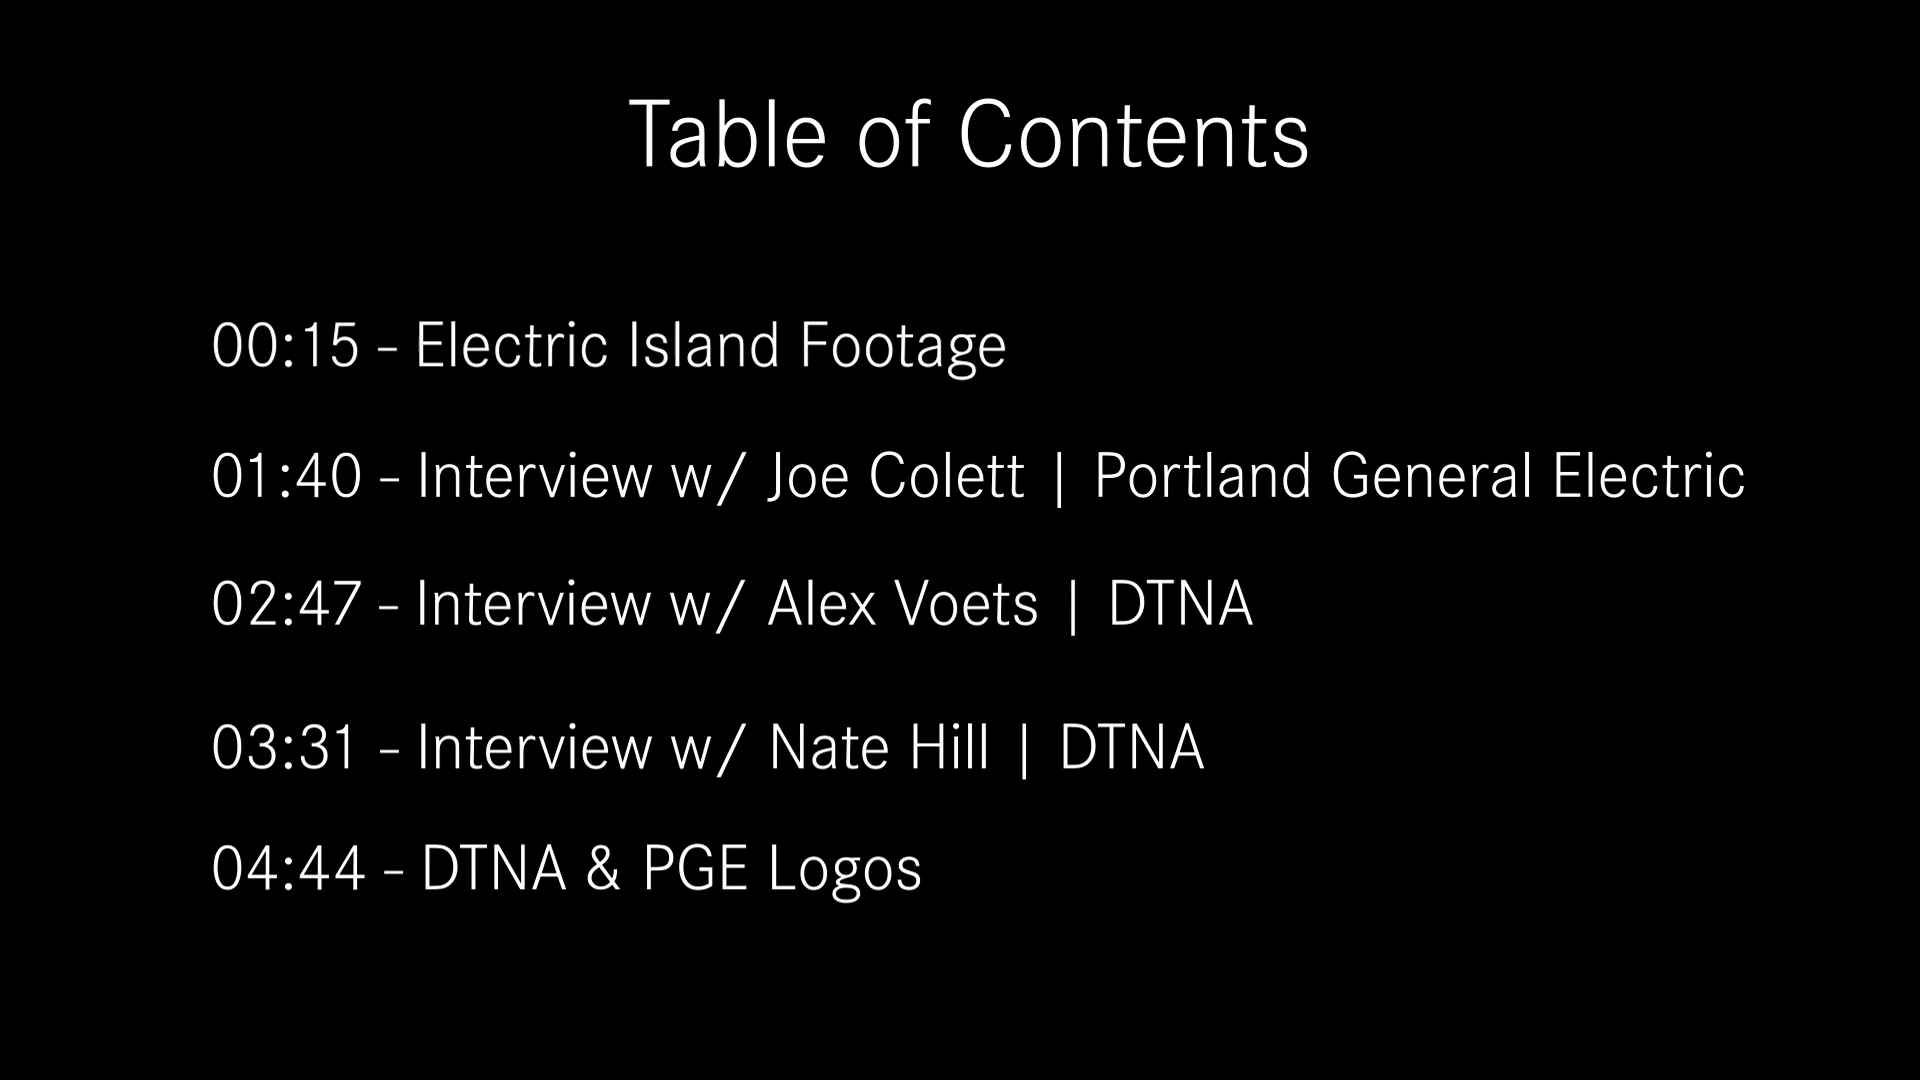 Table of Contents
00:15 - Electric Island Footage
01:40 - Interview w/ Joe Colett | Portland General Electric
02:47 - Interview w/ Alex Voets | DTNA
03:31 - Interview w/ Nate Hill | DTNA
04:44 - DTNA & PGE Logos